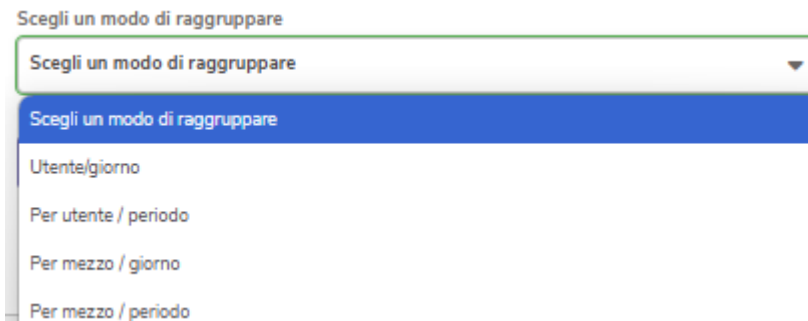 Scegli un modo di raggruppare
Scegli un modo di raggruppare
Scegli un modo di raggruppare
Utente/giorno
Per utente / periodo
Per mezzo / giorno
Per mezzo / periodo